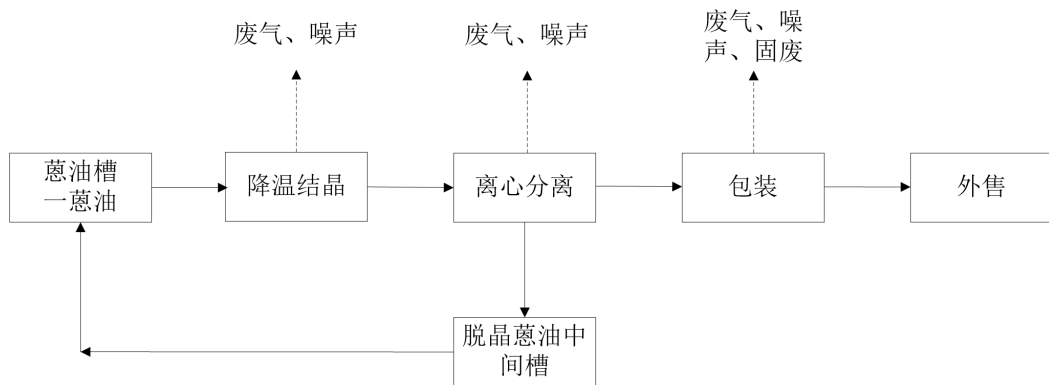 废气、噪声
废气、噪声
废气、噪
声、固废
蒽油槽
一蒽油
降温结晶
离心分离
包装
外售
脱晶蒽油中
间槽